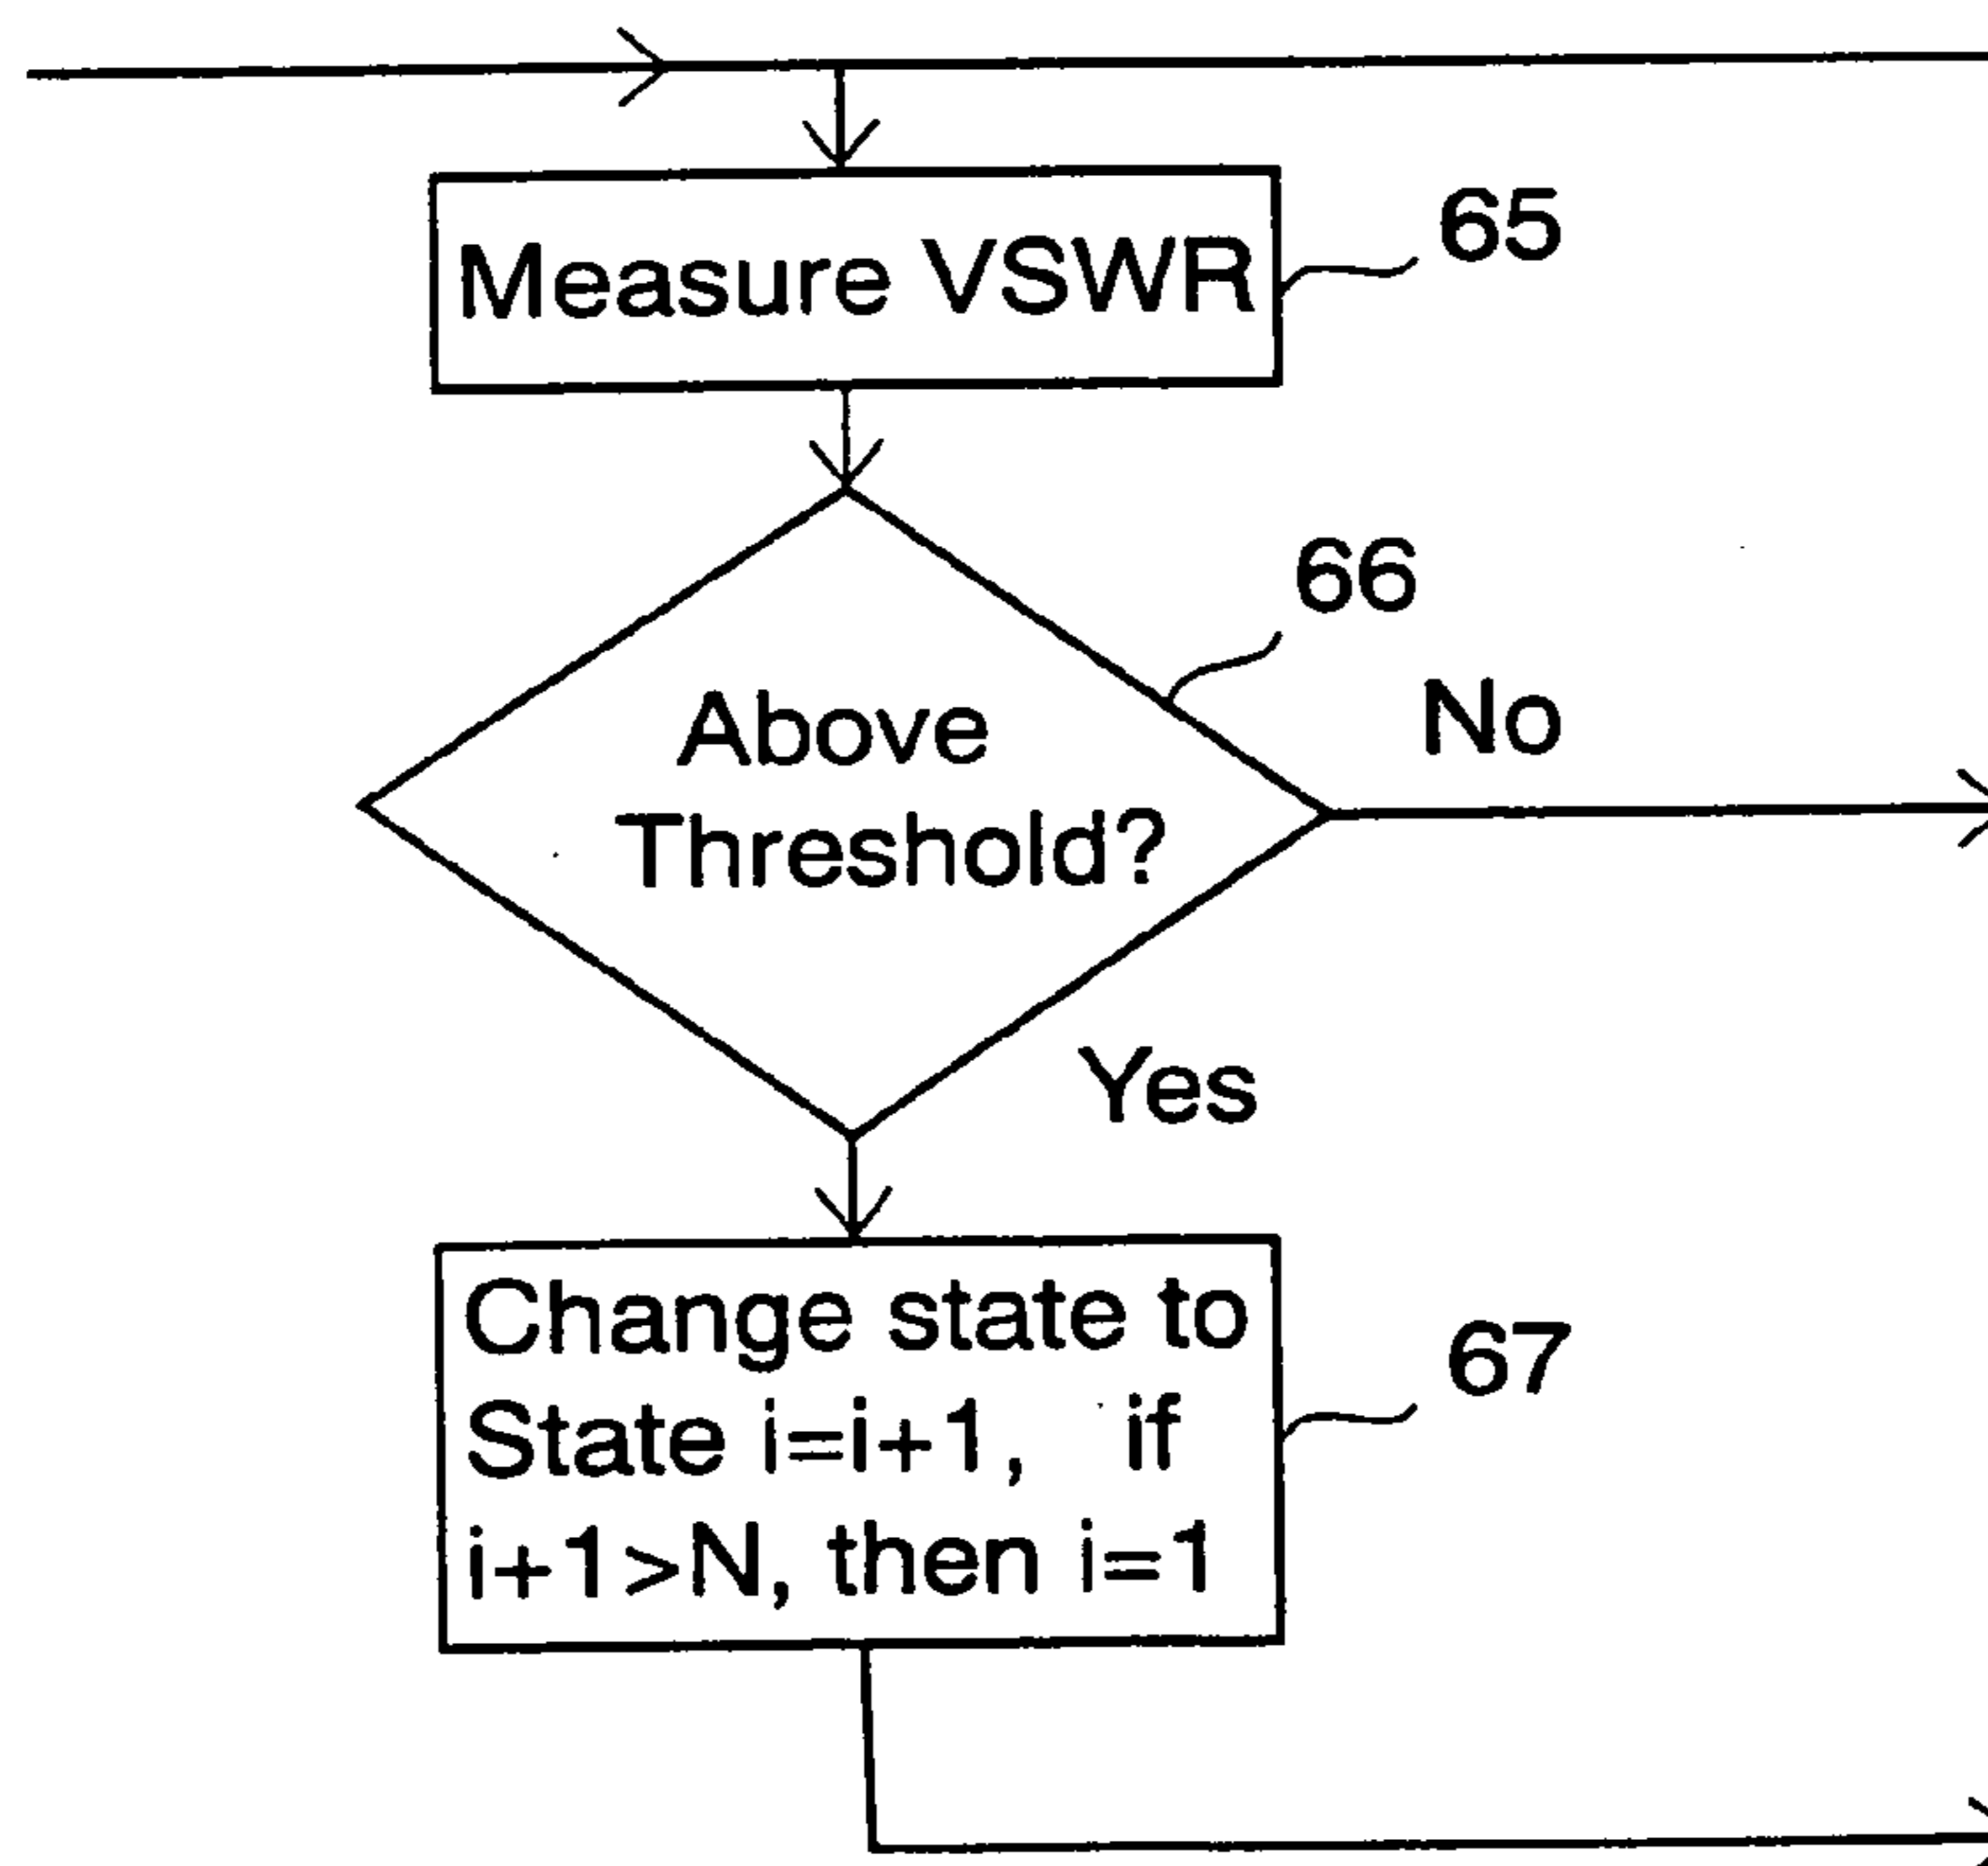 Measure VSWR
65
66
Above
Threshold?
No
Yes
Change state to
State i=i+1, if
i+1>N, then i=1
67